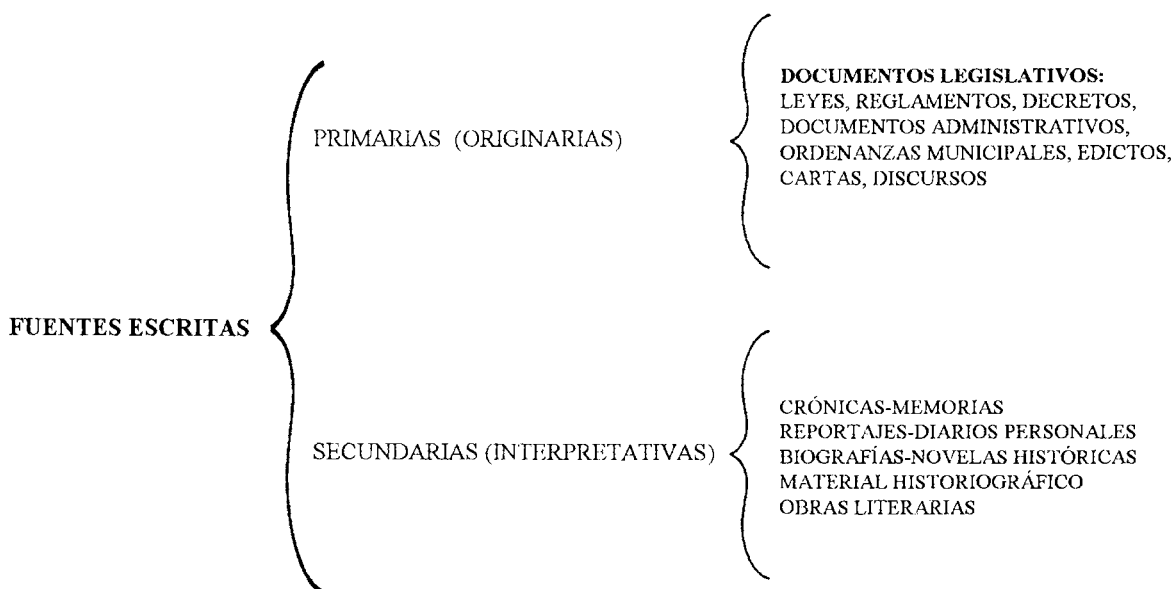 FUENTES ESCRITAS
PRIMARIAS (ORIGINARIAS)
DOCUMENTOS LEGISLATIVOS:
LEYES, REGLAMENTOS, DECRETOS,
DOCUMENTOS ADMINISTRATIVOS,
ORDENANZAS MUNICIPALES, EDICTOS,
CARTAS, DISCURSOS
SECUNDARIAS (INTERPRETATIVAS)
CRÓNICAS-MEMORIAS
REPORTAJES-DIARIOS PERSONALES
BIOGRAFÍAS-NOVELAS HISTÓRICAS
MATERIAL HISTORIOGRÁFICO
OBRAS LITERARIAS